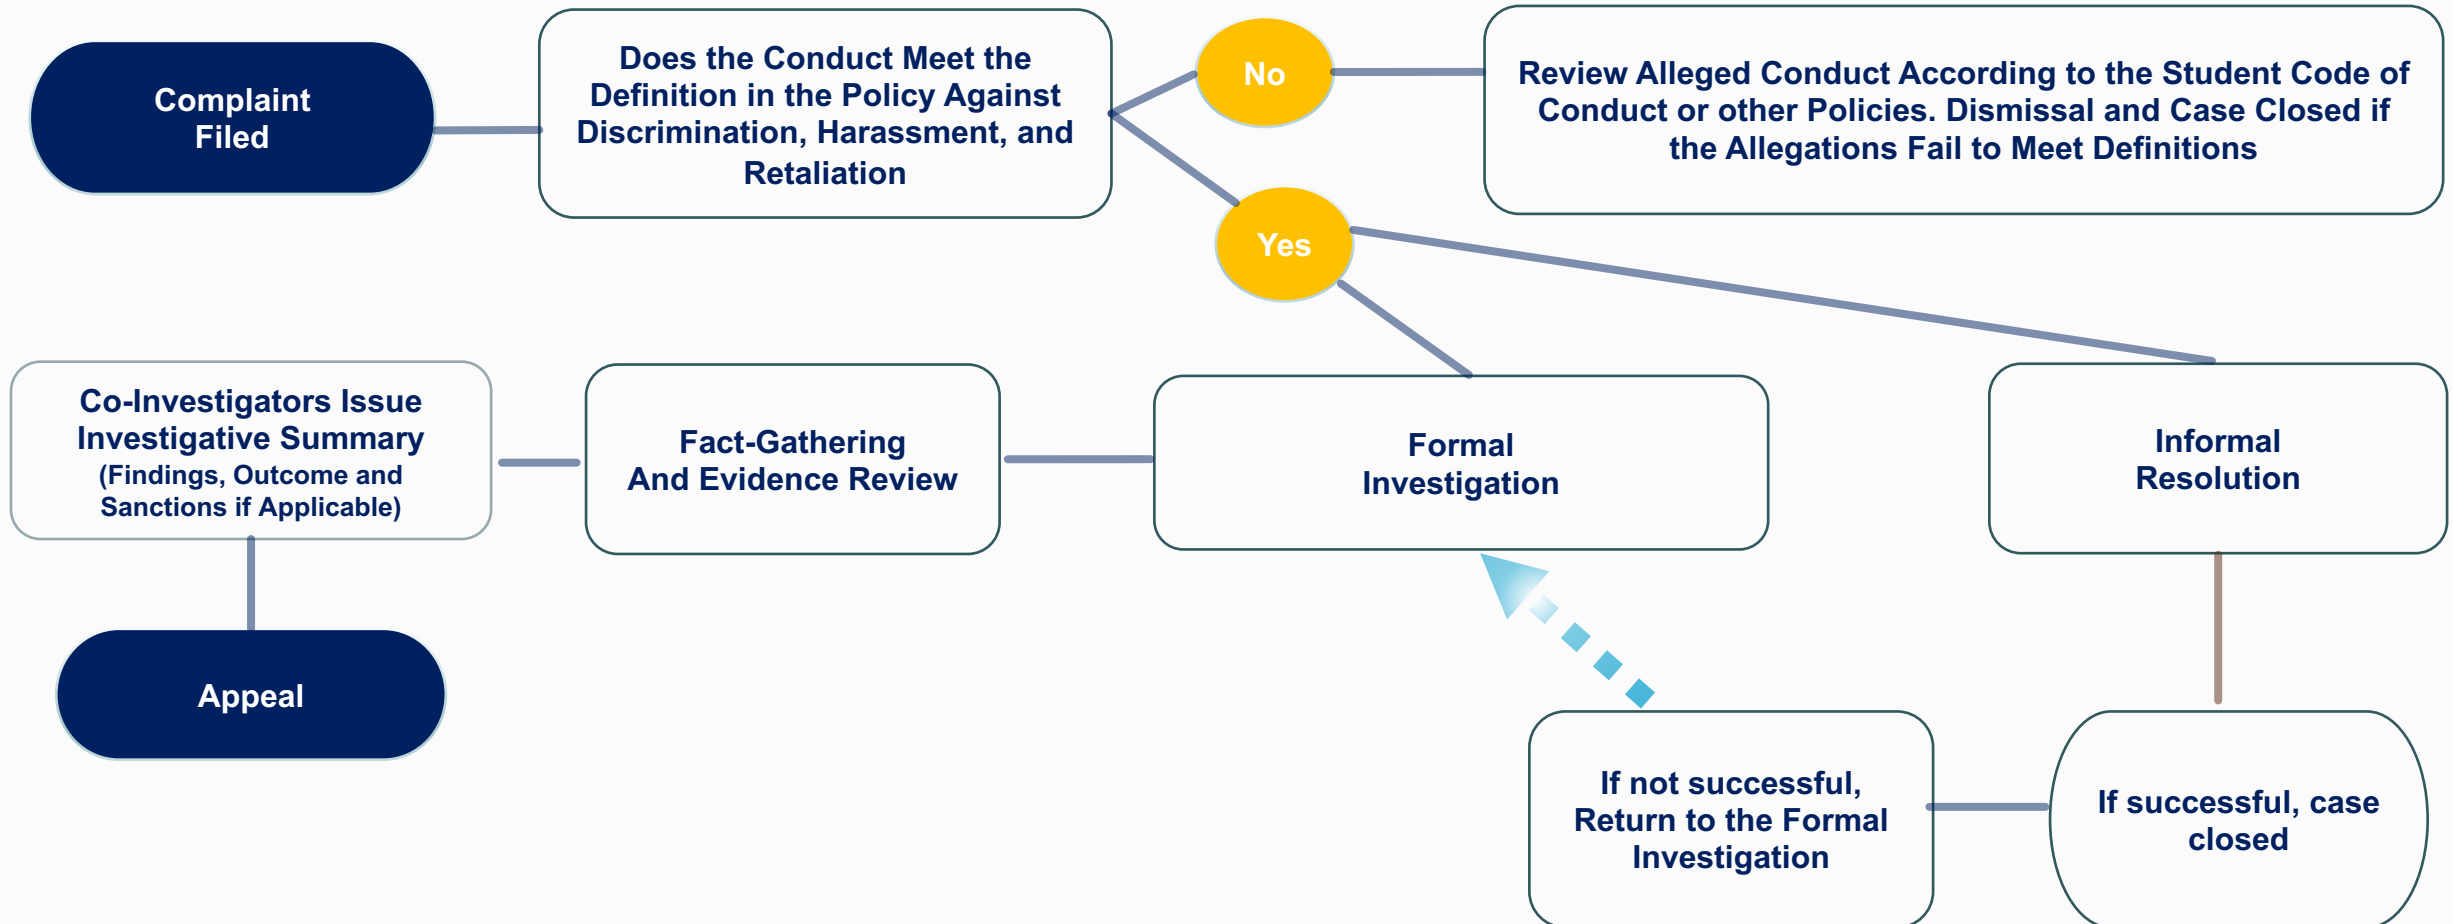 Complaint
Filed
Does the Conduct Meet the
Definition in the Policy Against
Discrimination, Harassment, and
Retaliation
No
Review Alleged Conduct According to the Student Code of
Conduct or other Policies. Dismissal and Case Closed if
the Allegations Fail to Meet Definitions
Yes
Co-Investigators Issue
Investigative Summary
(Findings, Outcome and
Sanctions if Applicable)
Fact-Gathering
And Evidence Review
Formal
Investigation
Informal
Resolution
Appeal
If not successful,
Return to the Formal
Investigation
If successful, case
closed